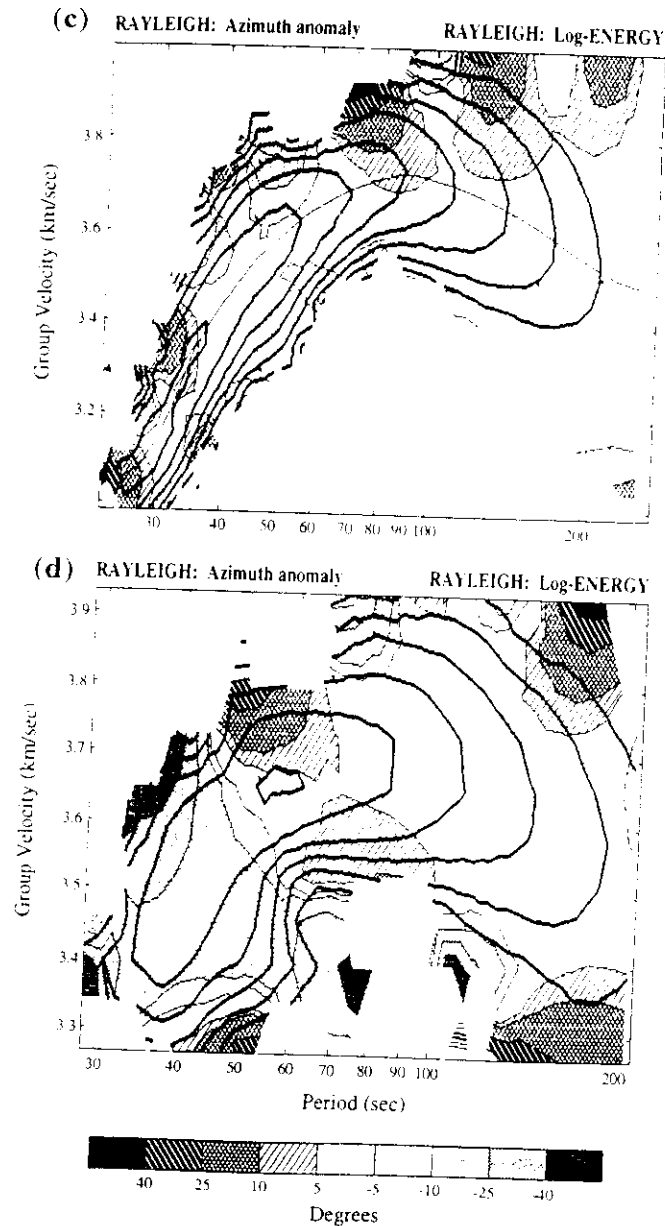 (c) RAYLEIGH: Azimuth anomaly RAYLEIGH: Log-ENERGY
Group Velocity (km/sec)
3.8
3.6
3.4
3.2
30 40 50 60 70 80 90 100 200
(d) RAYLEIGH: Azimuth anomaly RAYLEIGH: Log-ENERGY
Group Velocity (km/sec)
3.9
3.8
3.7
3.6
3.5
3.4
3.3
30 40 50 60 70 80 90 100 200
Period (sec)
40 25 10 5 -5 -10 -25 -40
Degrees